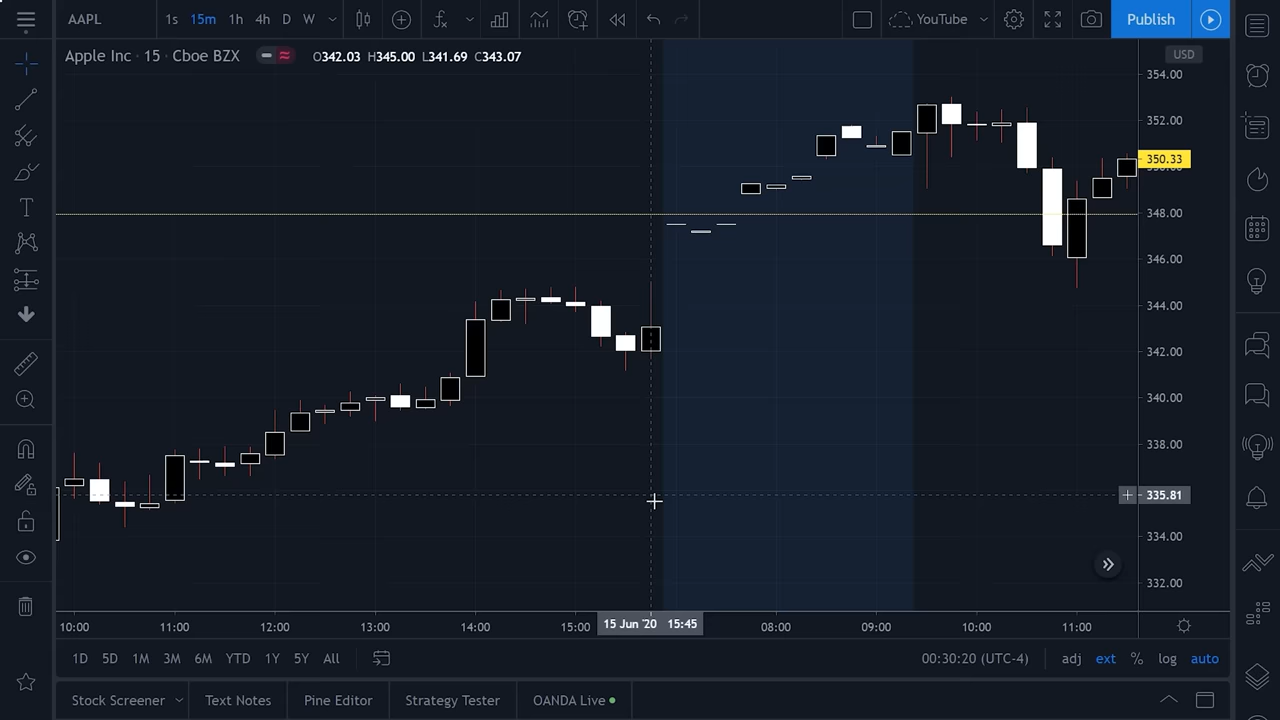 AAPL
1s 15m 1h 4h D W
YouTube
Publish
Apple Inc · 15 · Cboe BZX
O342.03 H345.00 L341.69 C343.07
USD
354.00
352.00
350.33
348.00
346.00
344.00
342.00
340.00
338.00
335.81
334.00
332.00
10:00 11:00 12:00 13:00 14:00 15:00 15 Jun '20 15:45 08:00 09:00 10:00 11:00
1D 5D 1M 3M 6M YTD 1Y 5Y All
00:30:20 (UTC-4) adj ext % log auto
Stock Screener Text Notes Pine Editor Strategy Tester OANDA Live